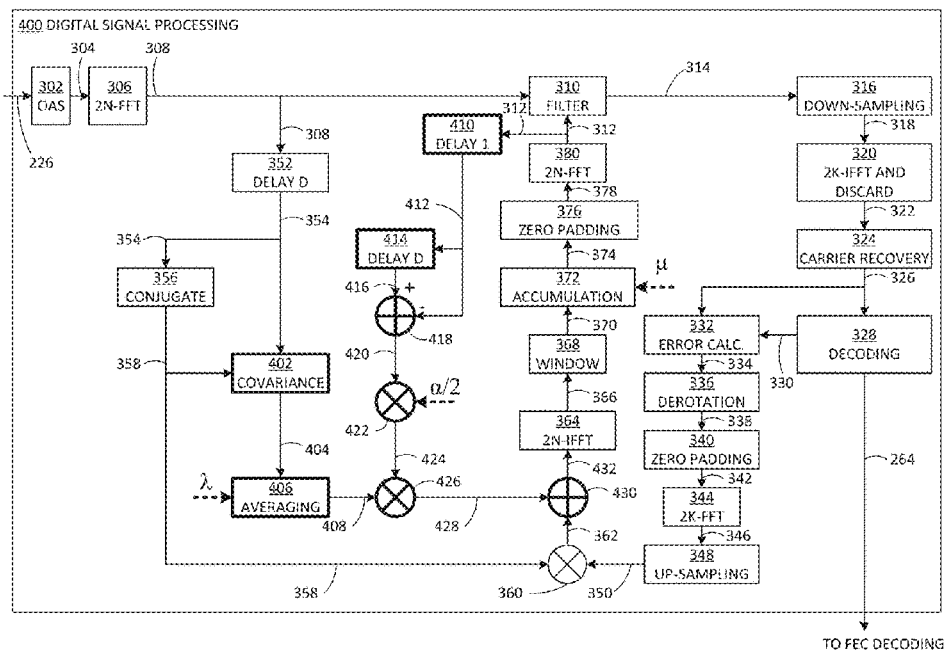 400 DIGITAL SIGNAL PROCESSING
304
308
314
302
OAS
306
2N-FFT
310
FILTER
316
DOWN-SAMPLING
226
308
312
410
DELAY 1
312
318
352
DELAY D
380
2N-FFT
320
2K-IFFT AND
DISCARD
378
322
412
354
354
376
ZERO PADDING
324
CARRIER RECOVERY
414
DELAY D
374
326
356
CONJUGATE
416
+
-
372
ACCUMULATION
μ
418
370
332
ERROR CALC.
328
DECODING
330
358
420
368
WINDOW
334
402
COVARIANCE
α/2
336
DEROTATION
422
366
338
364
2N-IFFT
340
ZERO PADDING
404
424
432
342
264
λ
406
AVERAGING
426
430
344
2K-FFT
408
428
362
346
348
UP-SAMPLING
358
360
350
TO FEC DECODING